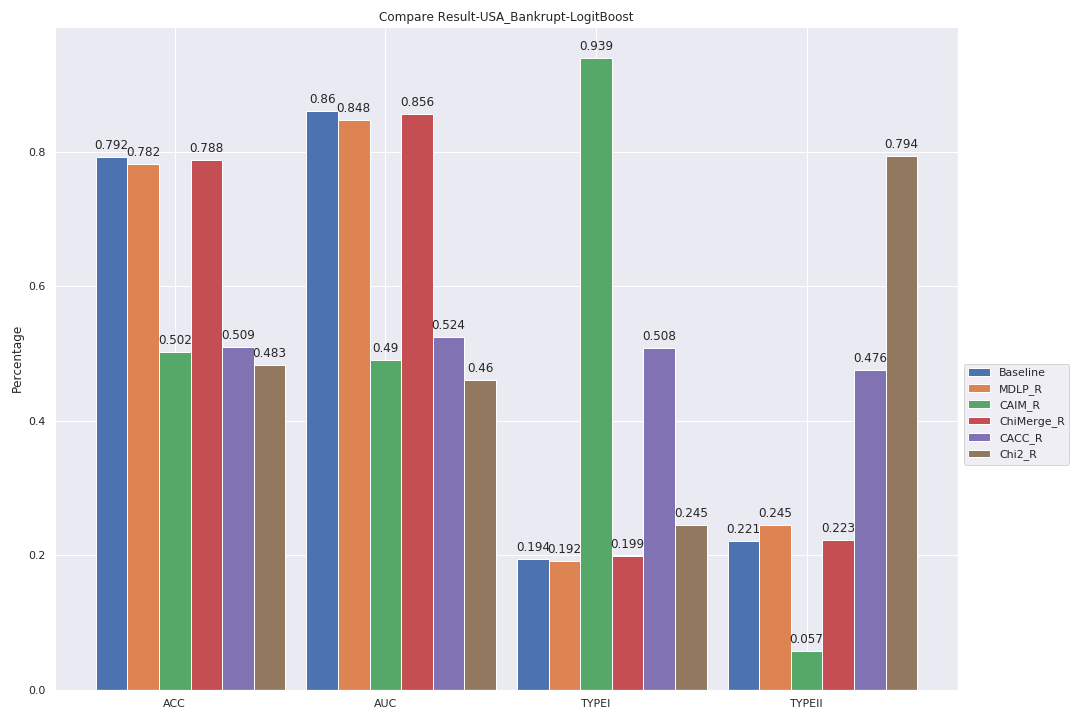 Compare Result-USA_Bankrupt-LogitBoost
Percentage
0.8
0.6
0.4
0.2
0.0
0.792
0.782
0.502
0.788
0.509
0.483
0.86
0.848
0.49
0.856
0.524
0.46
0.194
0.192
0.939
0.199
0.508
0.245
0.221
0.245
0.057
0.223
0.476
0.794
ACC
AUC
TYPEI
TYPEII
Baseline
MDLP_R
CAIM_R
ChiMerge_R
CACC_R
Chi2_R